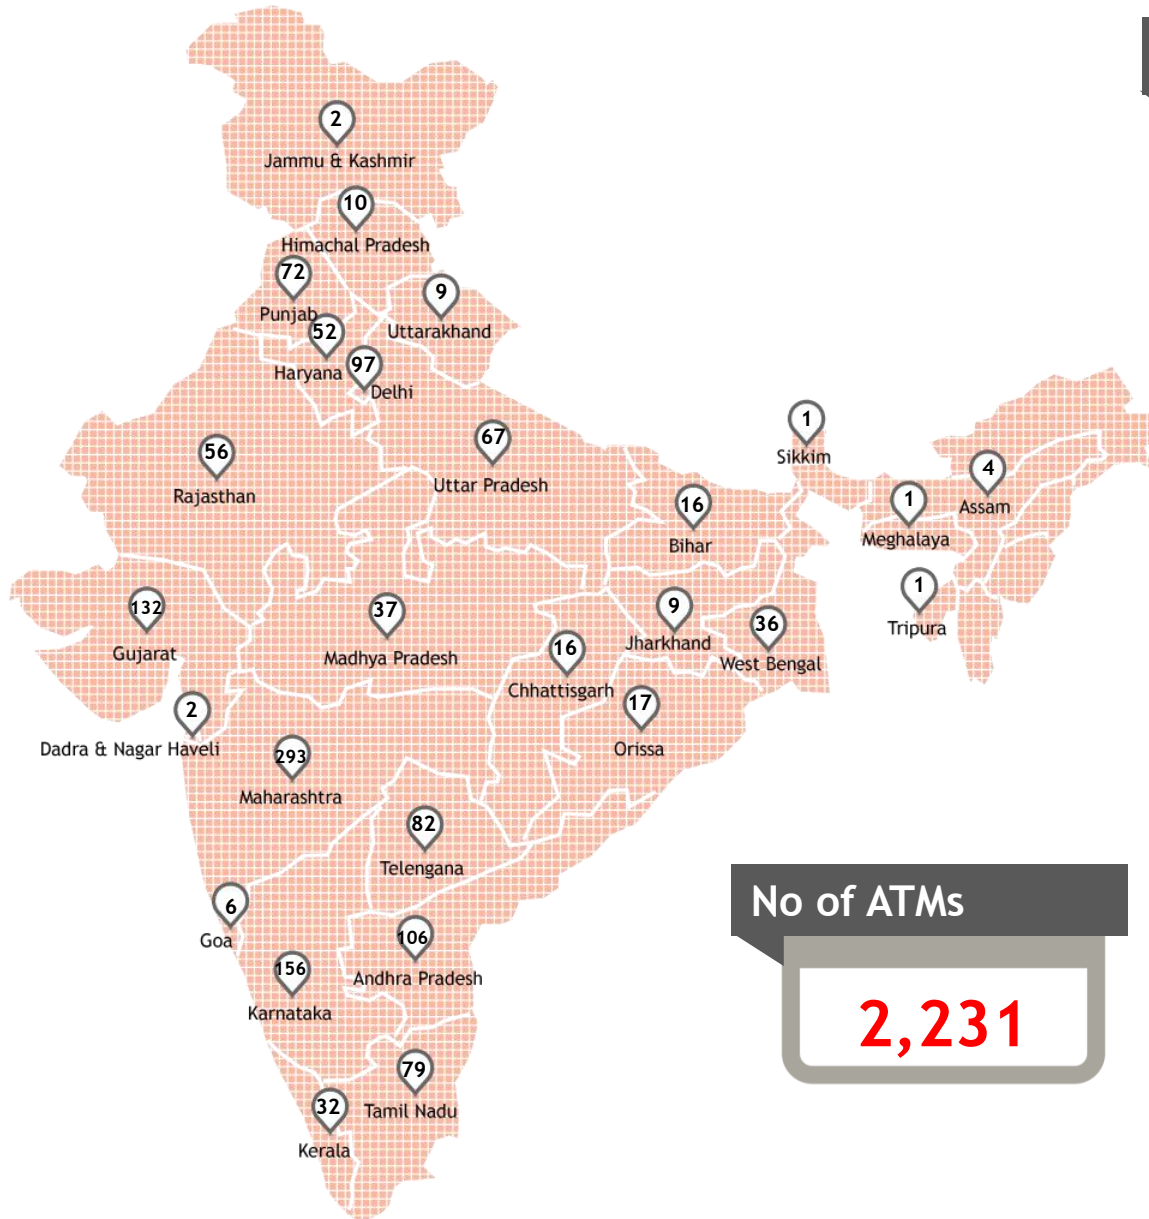 2
Jammu & Kashmir
10
Himachal Pradesh
72
Punjab
9
Uttarakhand
52
Haryana
97
Delhi
56
Rajasthan
67
Uttar Pradesh
1
Sikkim
4
Assam
16
Bihar
1
Meghalaya
132
Gujarat
37
Madhya Pradesh
9
Jharkhand
1
Tripura
36
West Bengal
16
Chhattisgarh
17
Orissa
2
Dadra & Nagar Haveli
293
Maharashtra
82
Telengana
6
Goa
106
Andhra Pradesh
156
Karnataka
79
Tamil Nadu
32
Kerala
No of ATMs
2,231